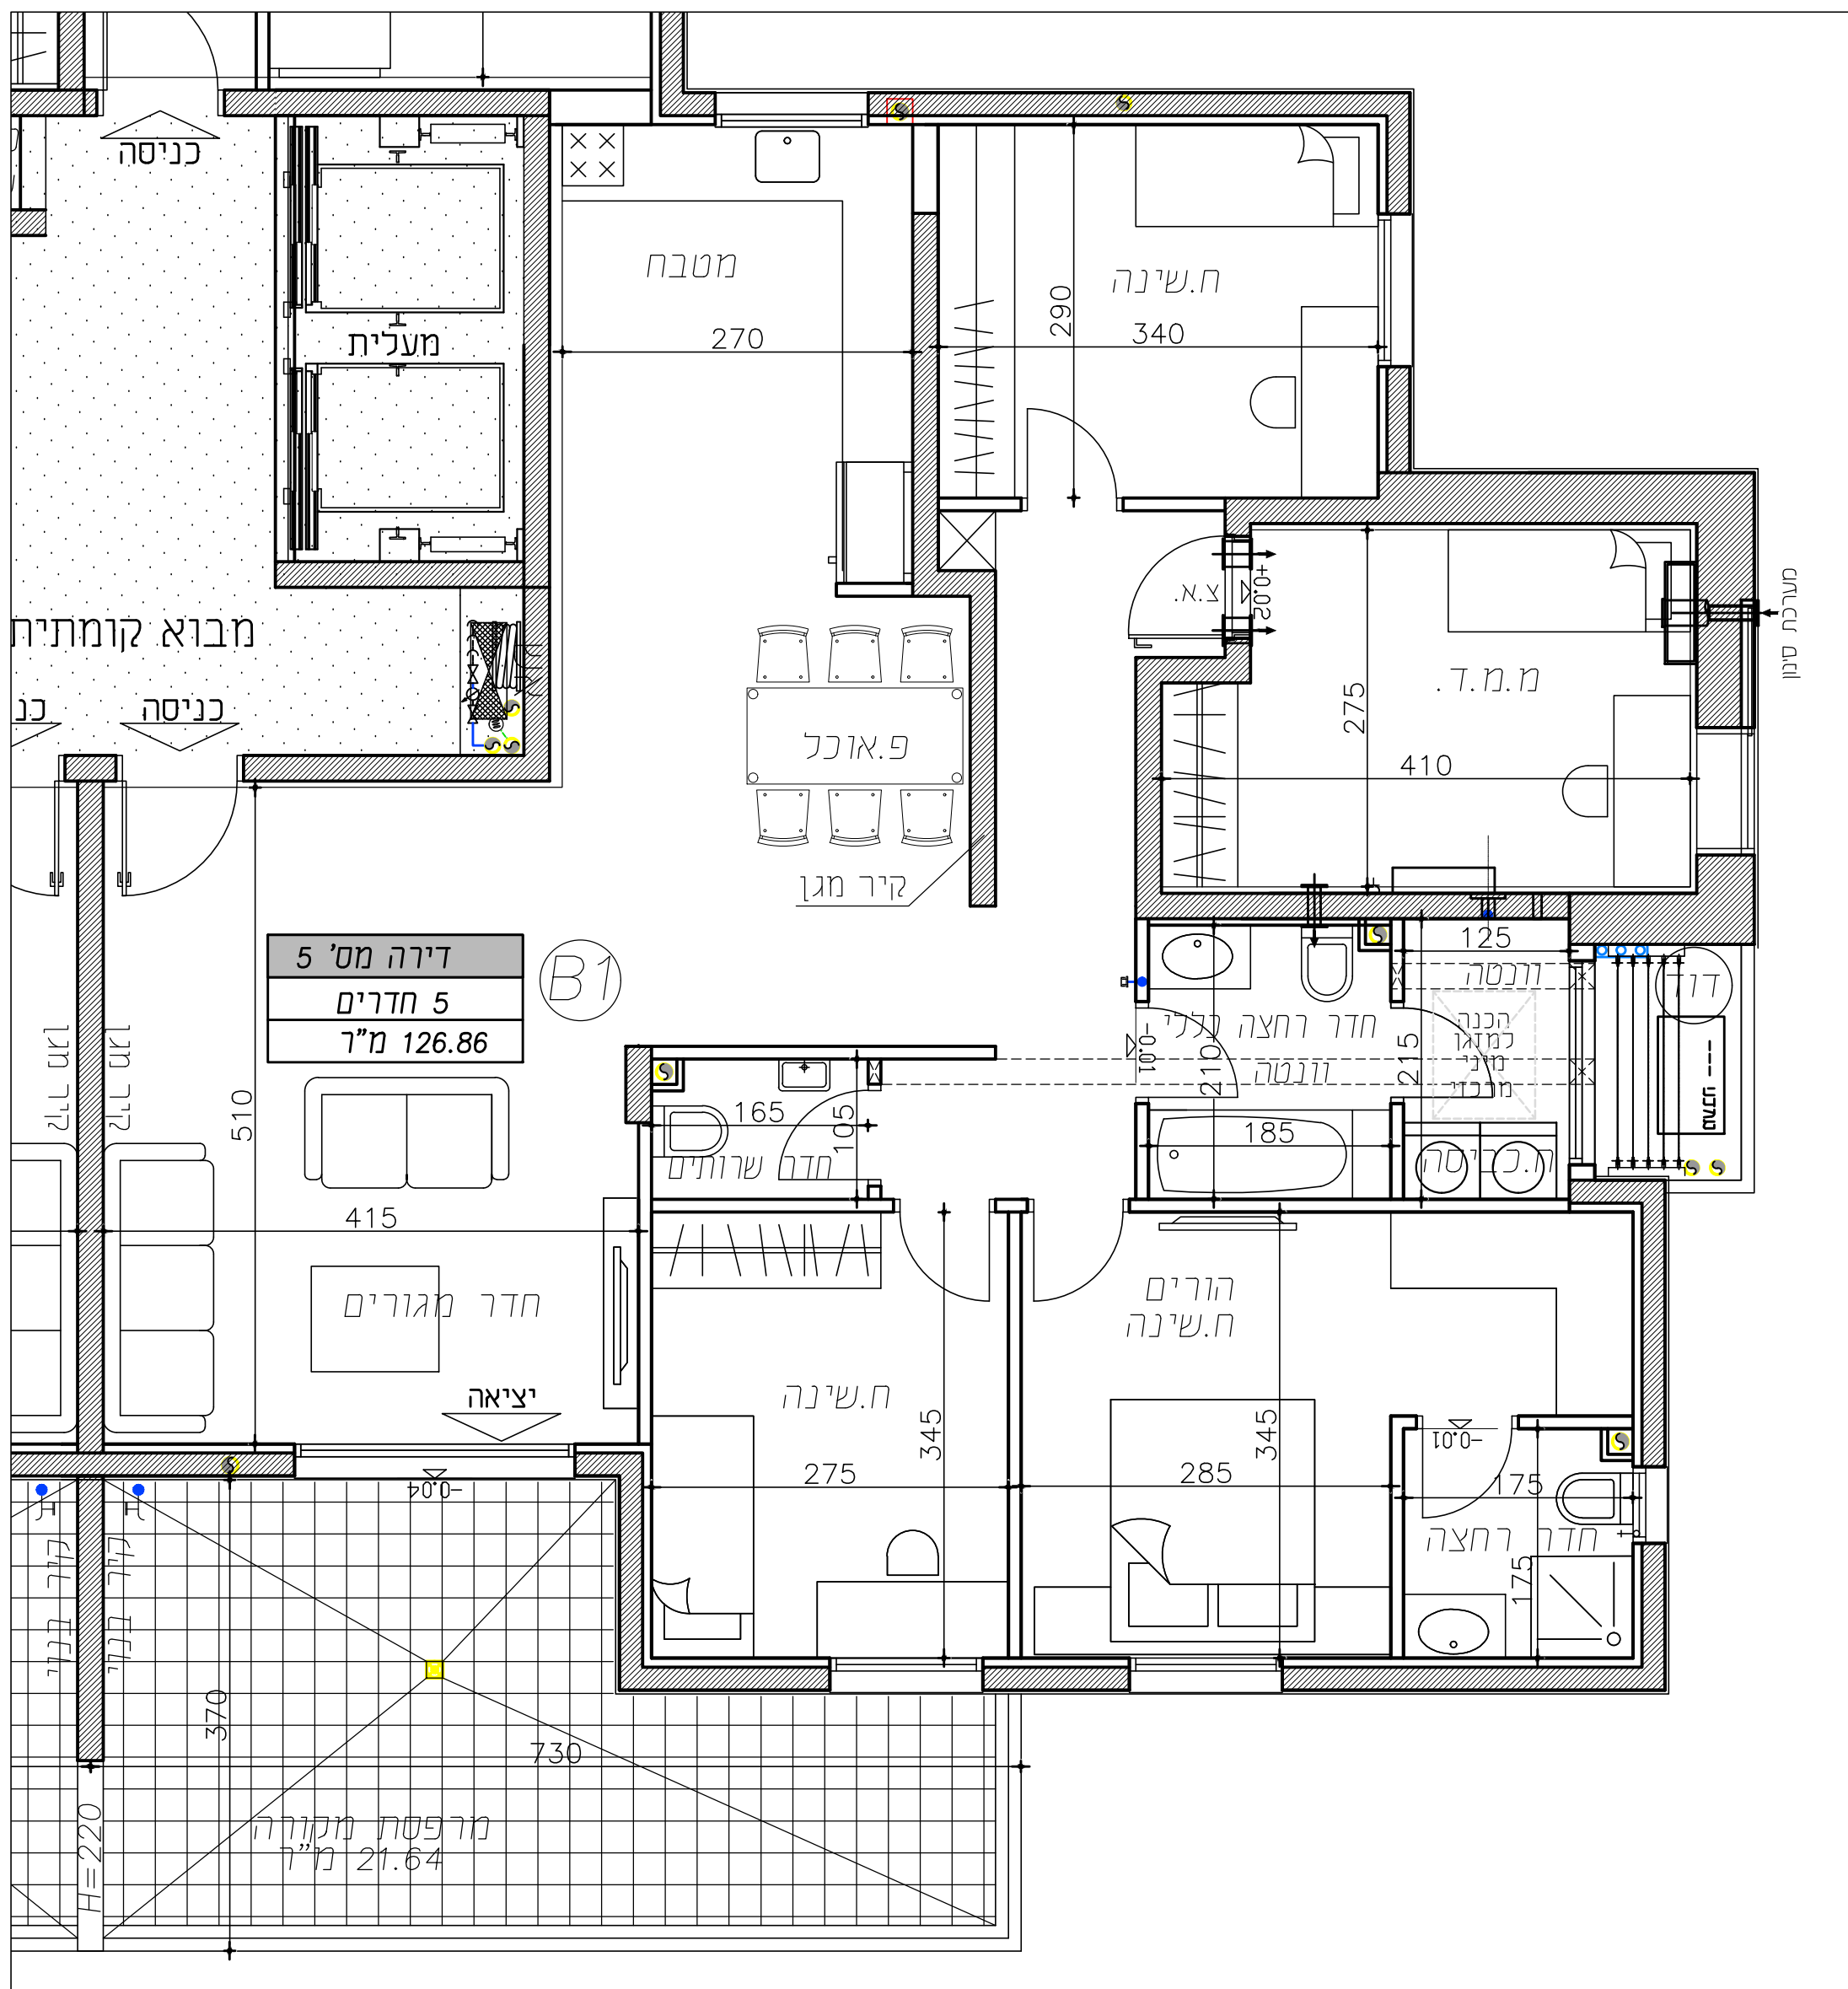 כניסה
מטבח
ח.שינה
290
270
340
מעלית
צ.א.
+0.02
מערכת סינון
מבוא קומתית
מ.מ.ד.
275
כנ
כניסה
פ.אוכל
410
קיר מגן
דירה מס' 5
5 חדרים
126.86 מ"ר
B1
125
וונטה
דוד
חדר רחצה כללי
-0.01
210
וונטה
215
הכנה
למזגן
מיני
מרכזי
510
165
105
חדר שרותים
185
ח.כביסה
415
חדר מגורים
הורים
ח.שינה
יציאה
ח.שינה
345
345
-0.01
275
285
175
חדר רחצה
175
-0.04
קיר בנוי
קיר בנוי
370
730
מרפסת מקורה
21.64 מ"ר
H=220